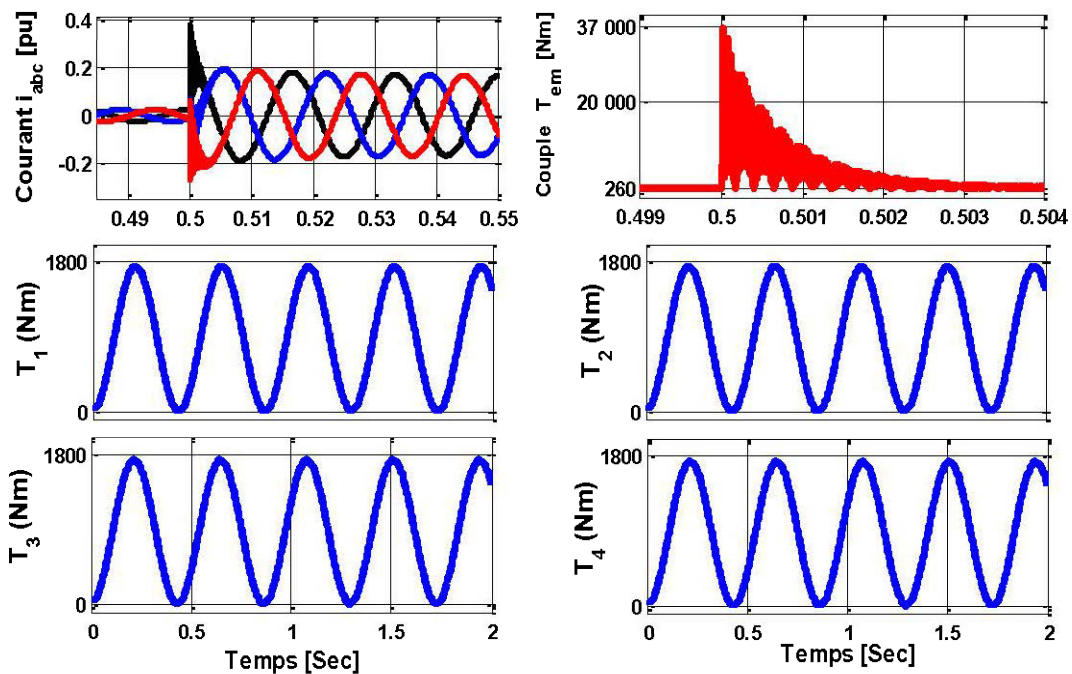 Courant i_abc [pu]
0.4
0.2
0
-0.2
0.49 0.5 0.51 0.52 0.53 0.54 0.55
Couple T_em [Nm]
37 000
20 000
260
0.499 0.5 0.501 0.502 0.503 0.504
T_1 (Nm)
1800
0
T_2 (Nm)
1800
0
T_3 (Nm)
1800
0
0 0.5 1 1.5 2
Temps [Sec]
T_4 (Nm)
1800
0
0 0.5 1 1.5 2
Temps [Sec]